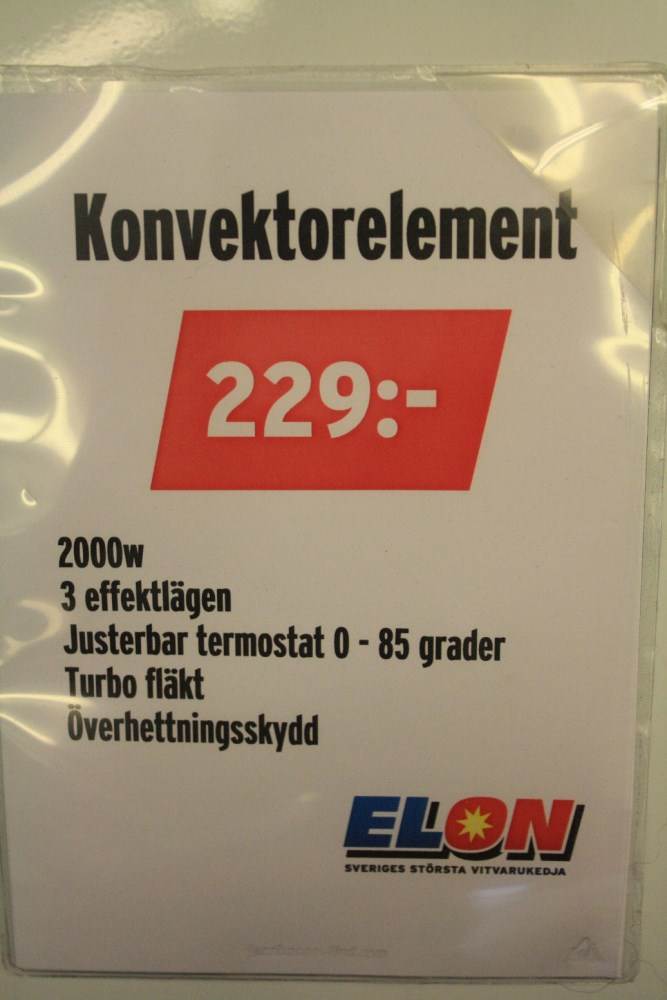 Konvektorelement
229:-
2000w
3 effektlägen
Justerbar termostat 0 - 85 grader
Turbo fläkt
Överhettningsskydd
ELON
SVERIGES STÖRSTA VITVARUKEDJA